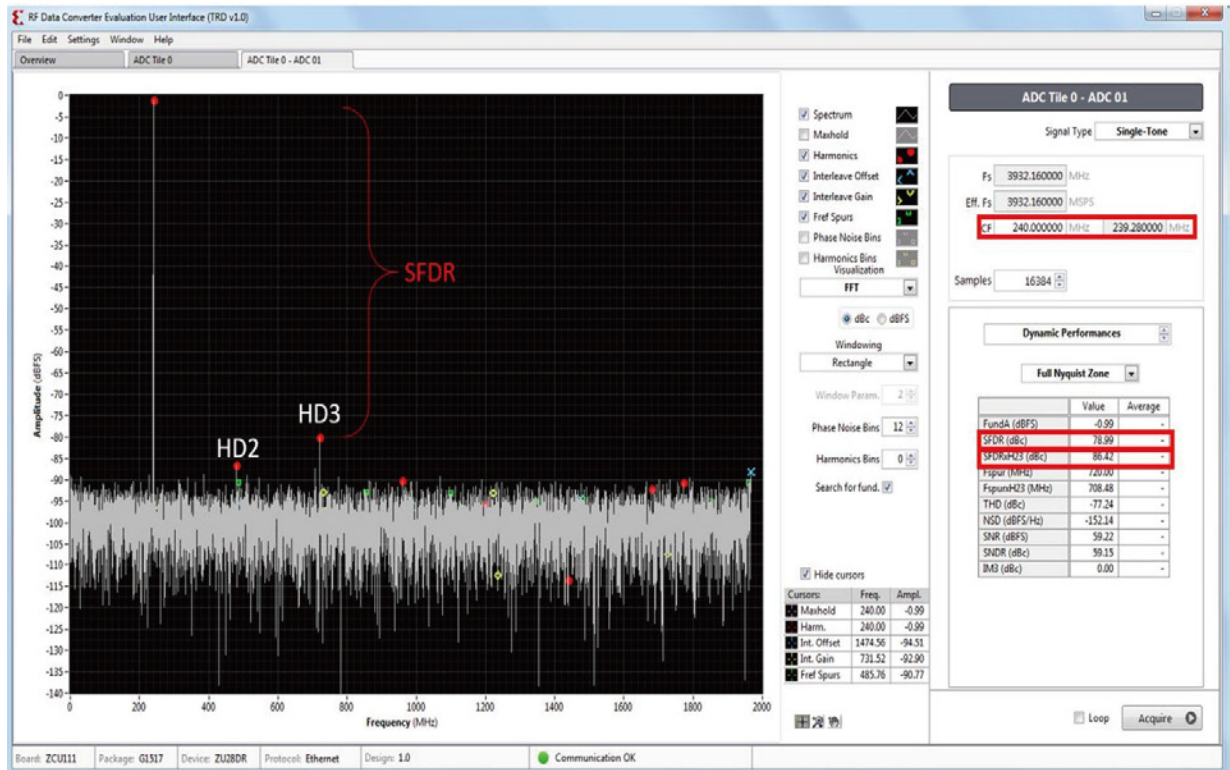 RF Data Converter Evaluation User Interface (TRD v1.0)
File Edit Settings Window Help
Overview ADC Tile 0 ADC Tile 0 - ADC 01
Amplitude (dBFS)
0
-5
-10
-15
-20
-25
-30
-35
-40
-45
-50
-55
-60
-65
-70
-75
-80
-85
-90
-95
-100
-105
-110
-115
-120
-125
-130
-135
-140
SFDR
HD3
HD2
0 200 400 600 800 1000 1200 1400 1600 1800 2000
Frequency (MHz)
Spectrum
Maxhold
Harmonics
Interleave Offset
Interleave Gain
Fref Spurs
Phase Noise Bins
Harmonics Bins
Visualization
FFT
dBc dBFS
Windowing
Rectangle
Window Param. 2
Phase Noise Bins 12
Harmonics Bins 0
Search for fund.
Hide cursors
Cursors: Freq. Ampl.
Maxhold 240.00 -0.99
Harm. 240.00 -0.99
Int. Offset 1474.56 -94.51
Int. Gain 731.52 -92.90
Fref Spurs 485.76 -90.77
ADC Tile 0 - ADC 01
Signal Type Single-Tone
Fs 3932.160000 MHz
Eff. Fs 3932.160000 MSPS
CF 240.000000 MHz 239.280000 MHz
Samples 16384
Dynamic Performances
Full Nyquist Zone
Value Average
FundA (dBFS) -0.99 -
SFDR (dBc) 78.99 -
SFDRxH23 (dBc) 86.42 -
Fspur (MHz) 720.00 -
FspurxH23 (MHz) 708.48 -
THD (dBc) -77.24 -
NSD (dBFS/Hz) -152.14 -
SNR (dBFS) 59.22 -
SNDR (dBc) 59.15 -
IM3 (dBc) 0.00 -
Loop Acquire
Board: ZCU111 Package: G1517 Device: ZU28DR Protocol: Ethernet Design: 1.0 Communication OK